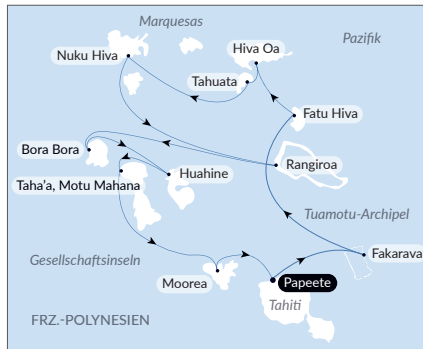 Marquesas
Hiva Oa
Pazifik
Nuku Hiva
Tahuata
Fatu Hiva
Bora Bora
Rangiroa
Huahine
Taha'a, Motu Mahana
Tuamotu-Archipel
Fakarava
Gesellschaftsinseln
Moorea
Papeete
Tahiti
FRZ.-POLYNESIEN